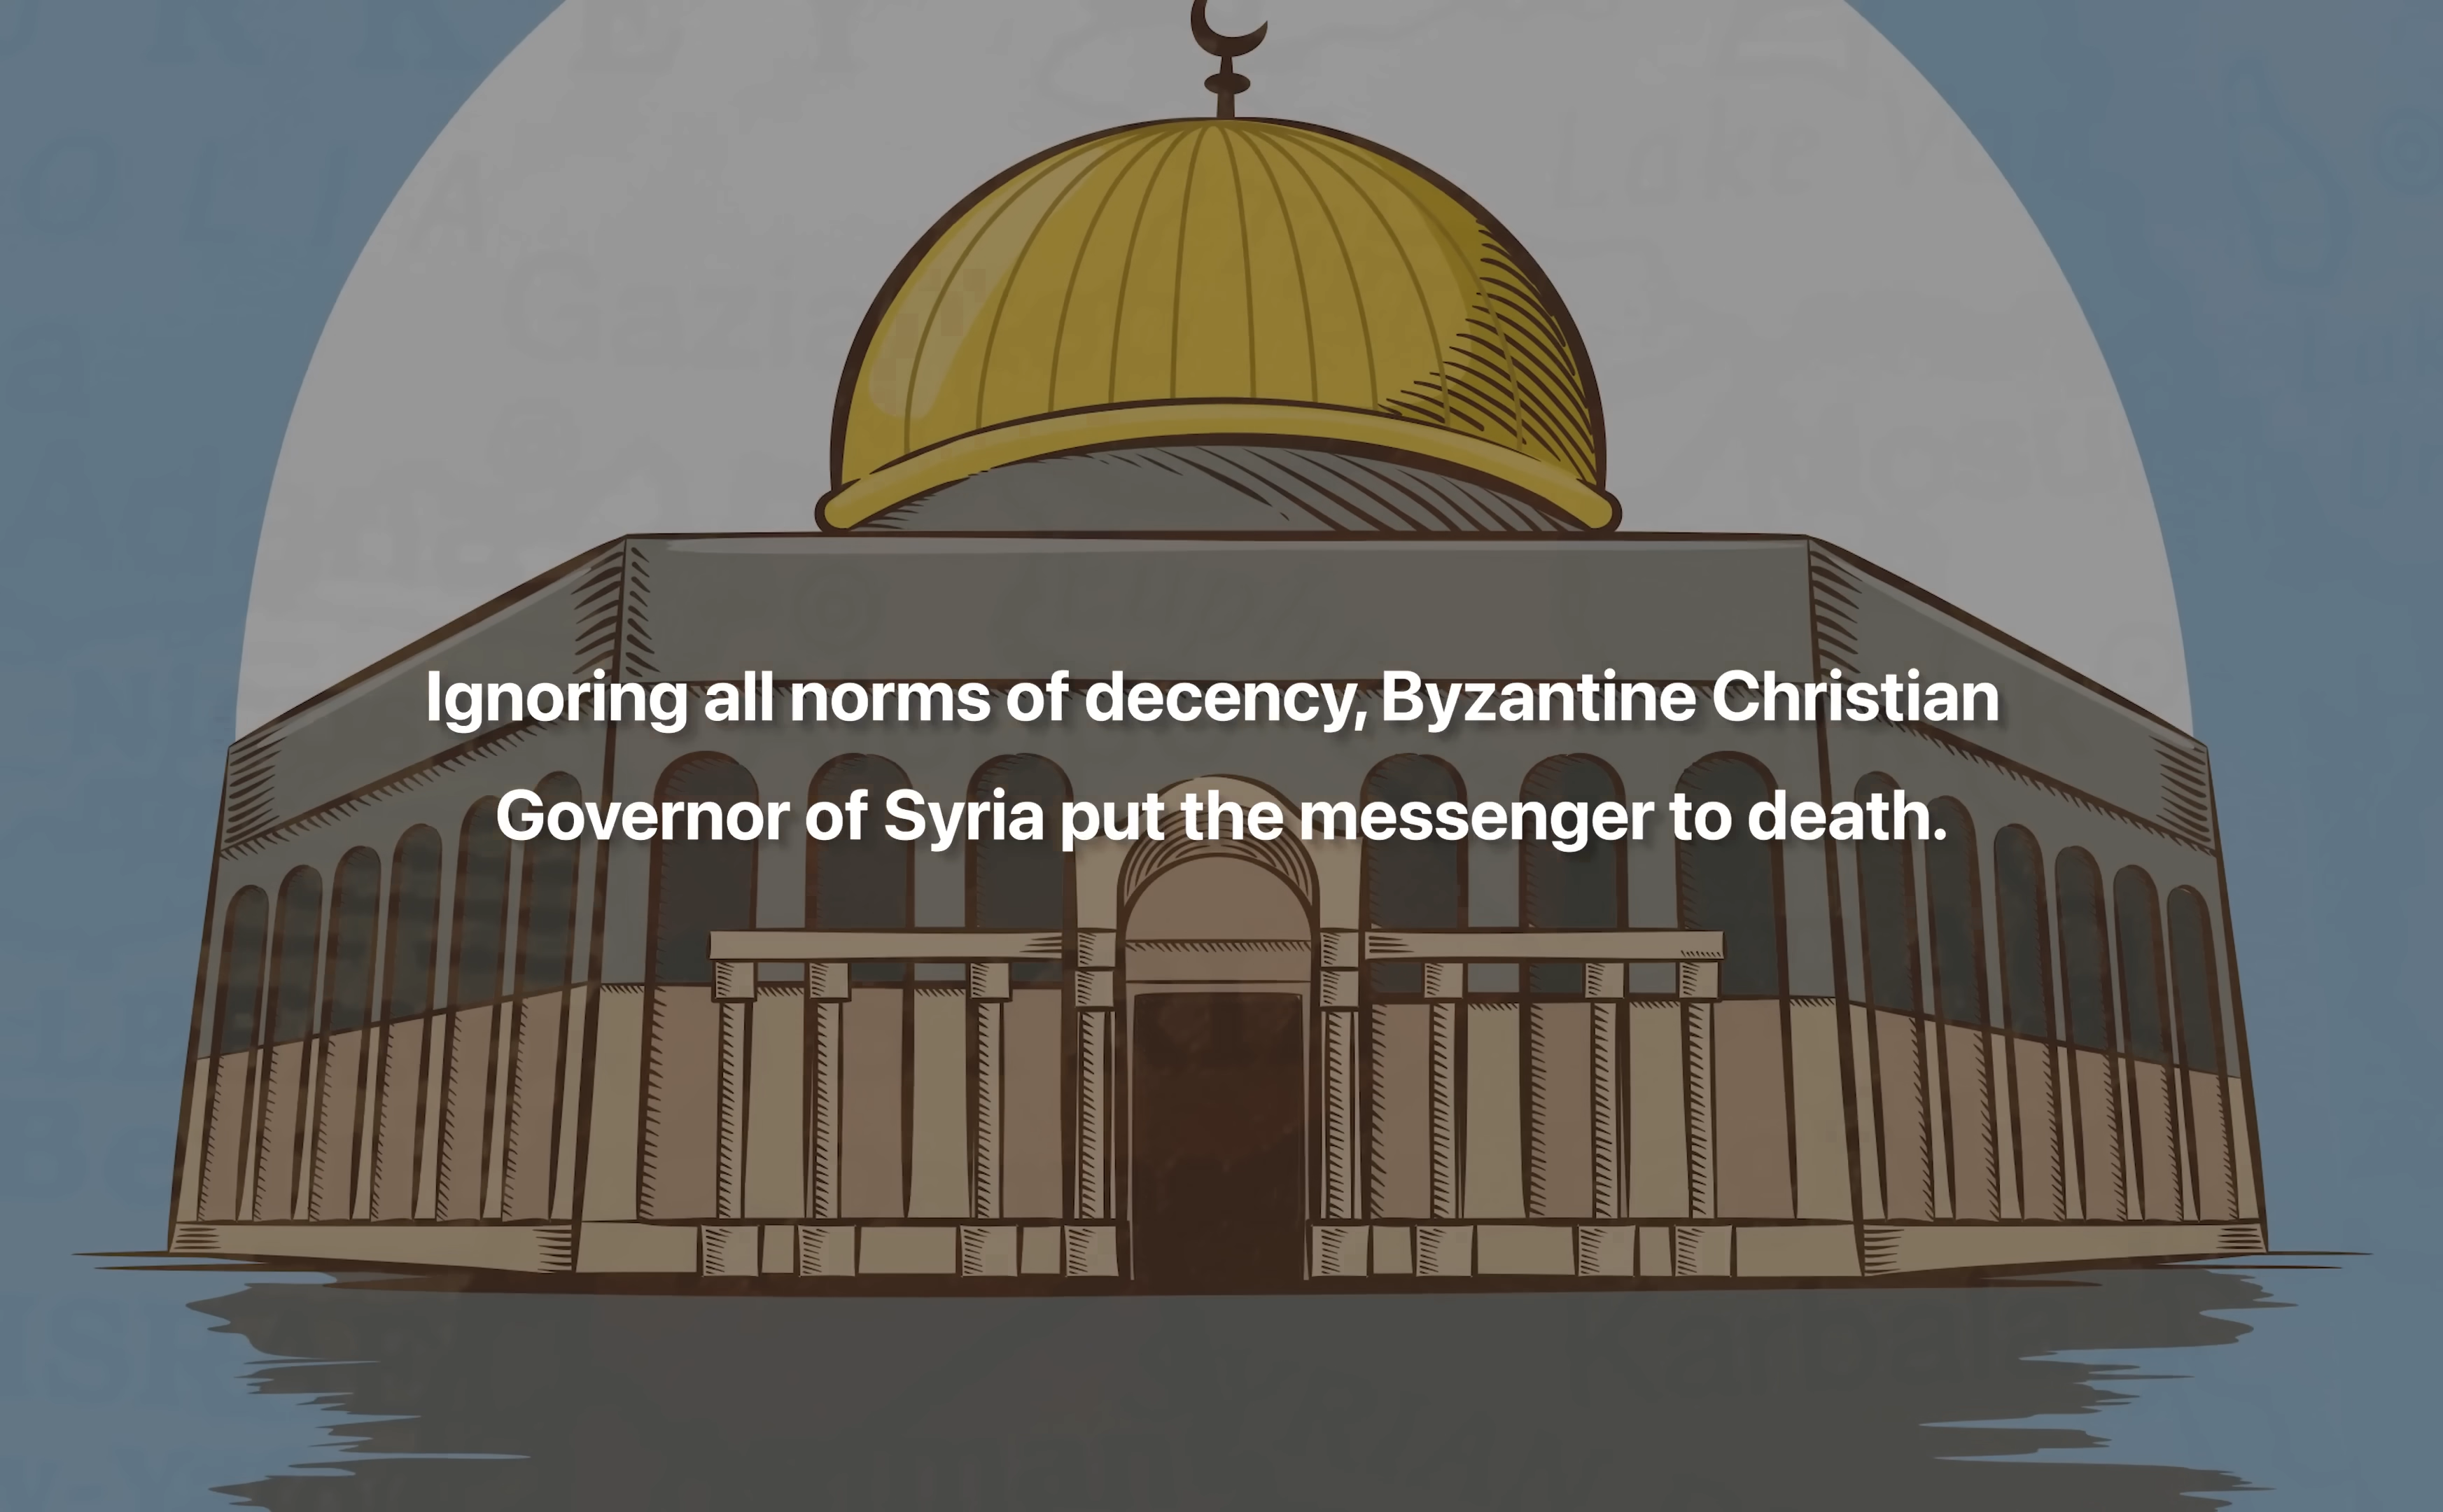 Ignoring all norms of decency, Byzantine Christian
Governor of Syria put the messenger to death.